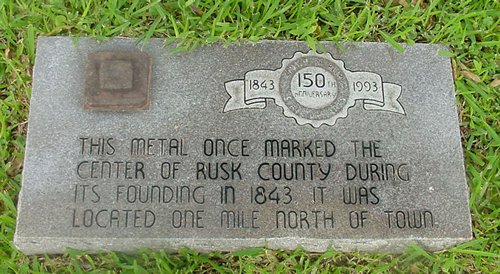 1843 150TH 1993
ANNIVERSARY
THIS METAL ONCE MARKED THE
CENTER OF RUSK COUNTY DURING
ITS FOUNDING IN 1843. IT WAS
LOCATED ONE MILE NORTH OF TOWN.